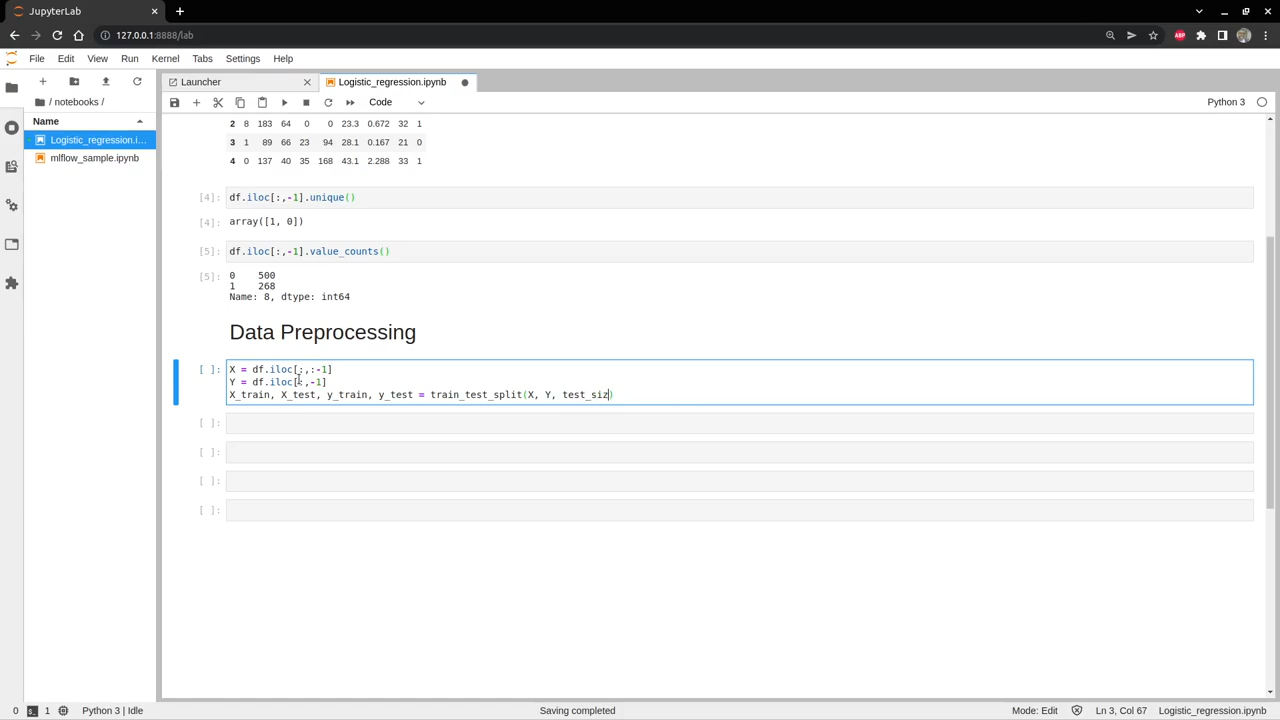 JupyterLab
127.0.0.1:8888/lab
ABP
File Edit View Run Kernel Tabs Settings Help
Launcher
Logistic_regression.ipynb
/ notebooks /
Code
Python 3
Name
Logistic_regression.i...
mlflow_sample.ipynb
2 8 183 64 0 0 23.3 0.672 32 1
3 1 89 66 23 94 28.1 0.167 21 0
4 0 137 40 35 168 43.1 2.288 33 1
[4]: df.iloc[:,-1].unique()
[4]: array([1, 0])
[5]: df.iloc[:,-1].value_counts()
[5]: 0 500
1 268
Name: 8, dtype: int64
Data Preprocessing
[ ]: X = df.iloc[:,:-1]
Y = df.iloc[:,-1]
X_train, X_test, y_train, y_test = train_test_split(X, Y, test_siz)
[ ]:
[ ]:
[ ]:
[ ]:
0 1 Python 3 | Idle Saving completed Mode: Edit Ln 3, Col 67 Logistic_regression.ipynb